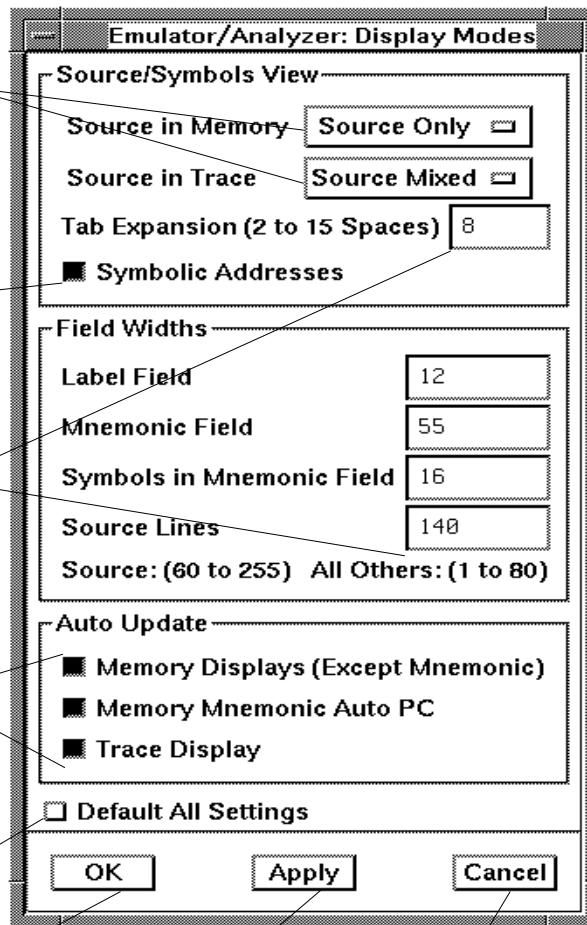 Emulator/Analyzer: Display Modes
Source/Symbols View
Source in Memory Source Only
Source in Trace Source Mixed
Tab Expansion (2 to 15 Spaces) 8
Symbolic Addresses
Field Widths
Label Field 12
Mnemonic Field 55
Symbols in Mnemonic Field 16
Source Lines 140
Source: (60 to 255) All Others: (1 to 80)
Auto Update
Memory Displays (Except Mnemonic)
Memory Mnemonic Auto PC
Trace Display
Default All Settings
OK Apply Cancel